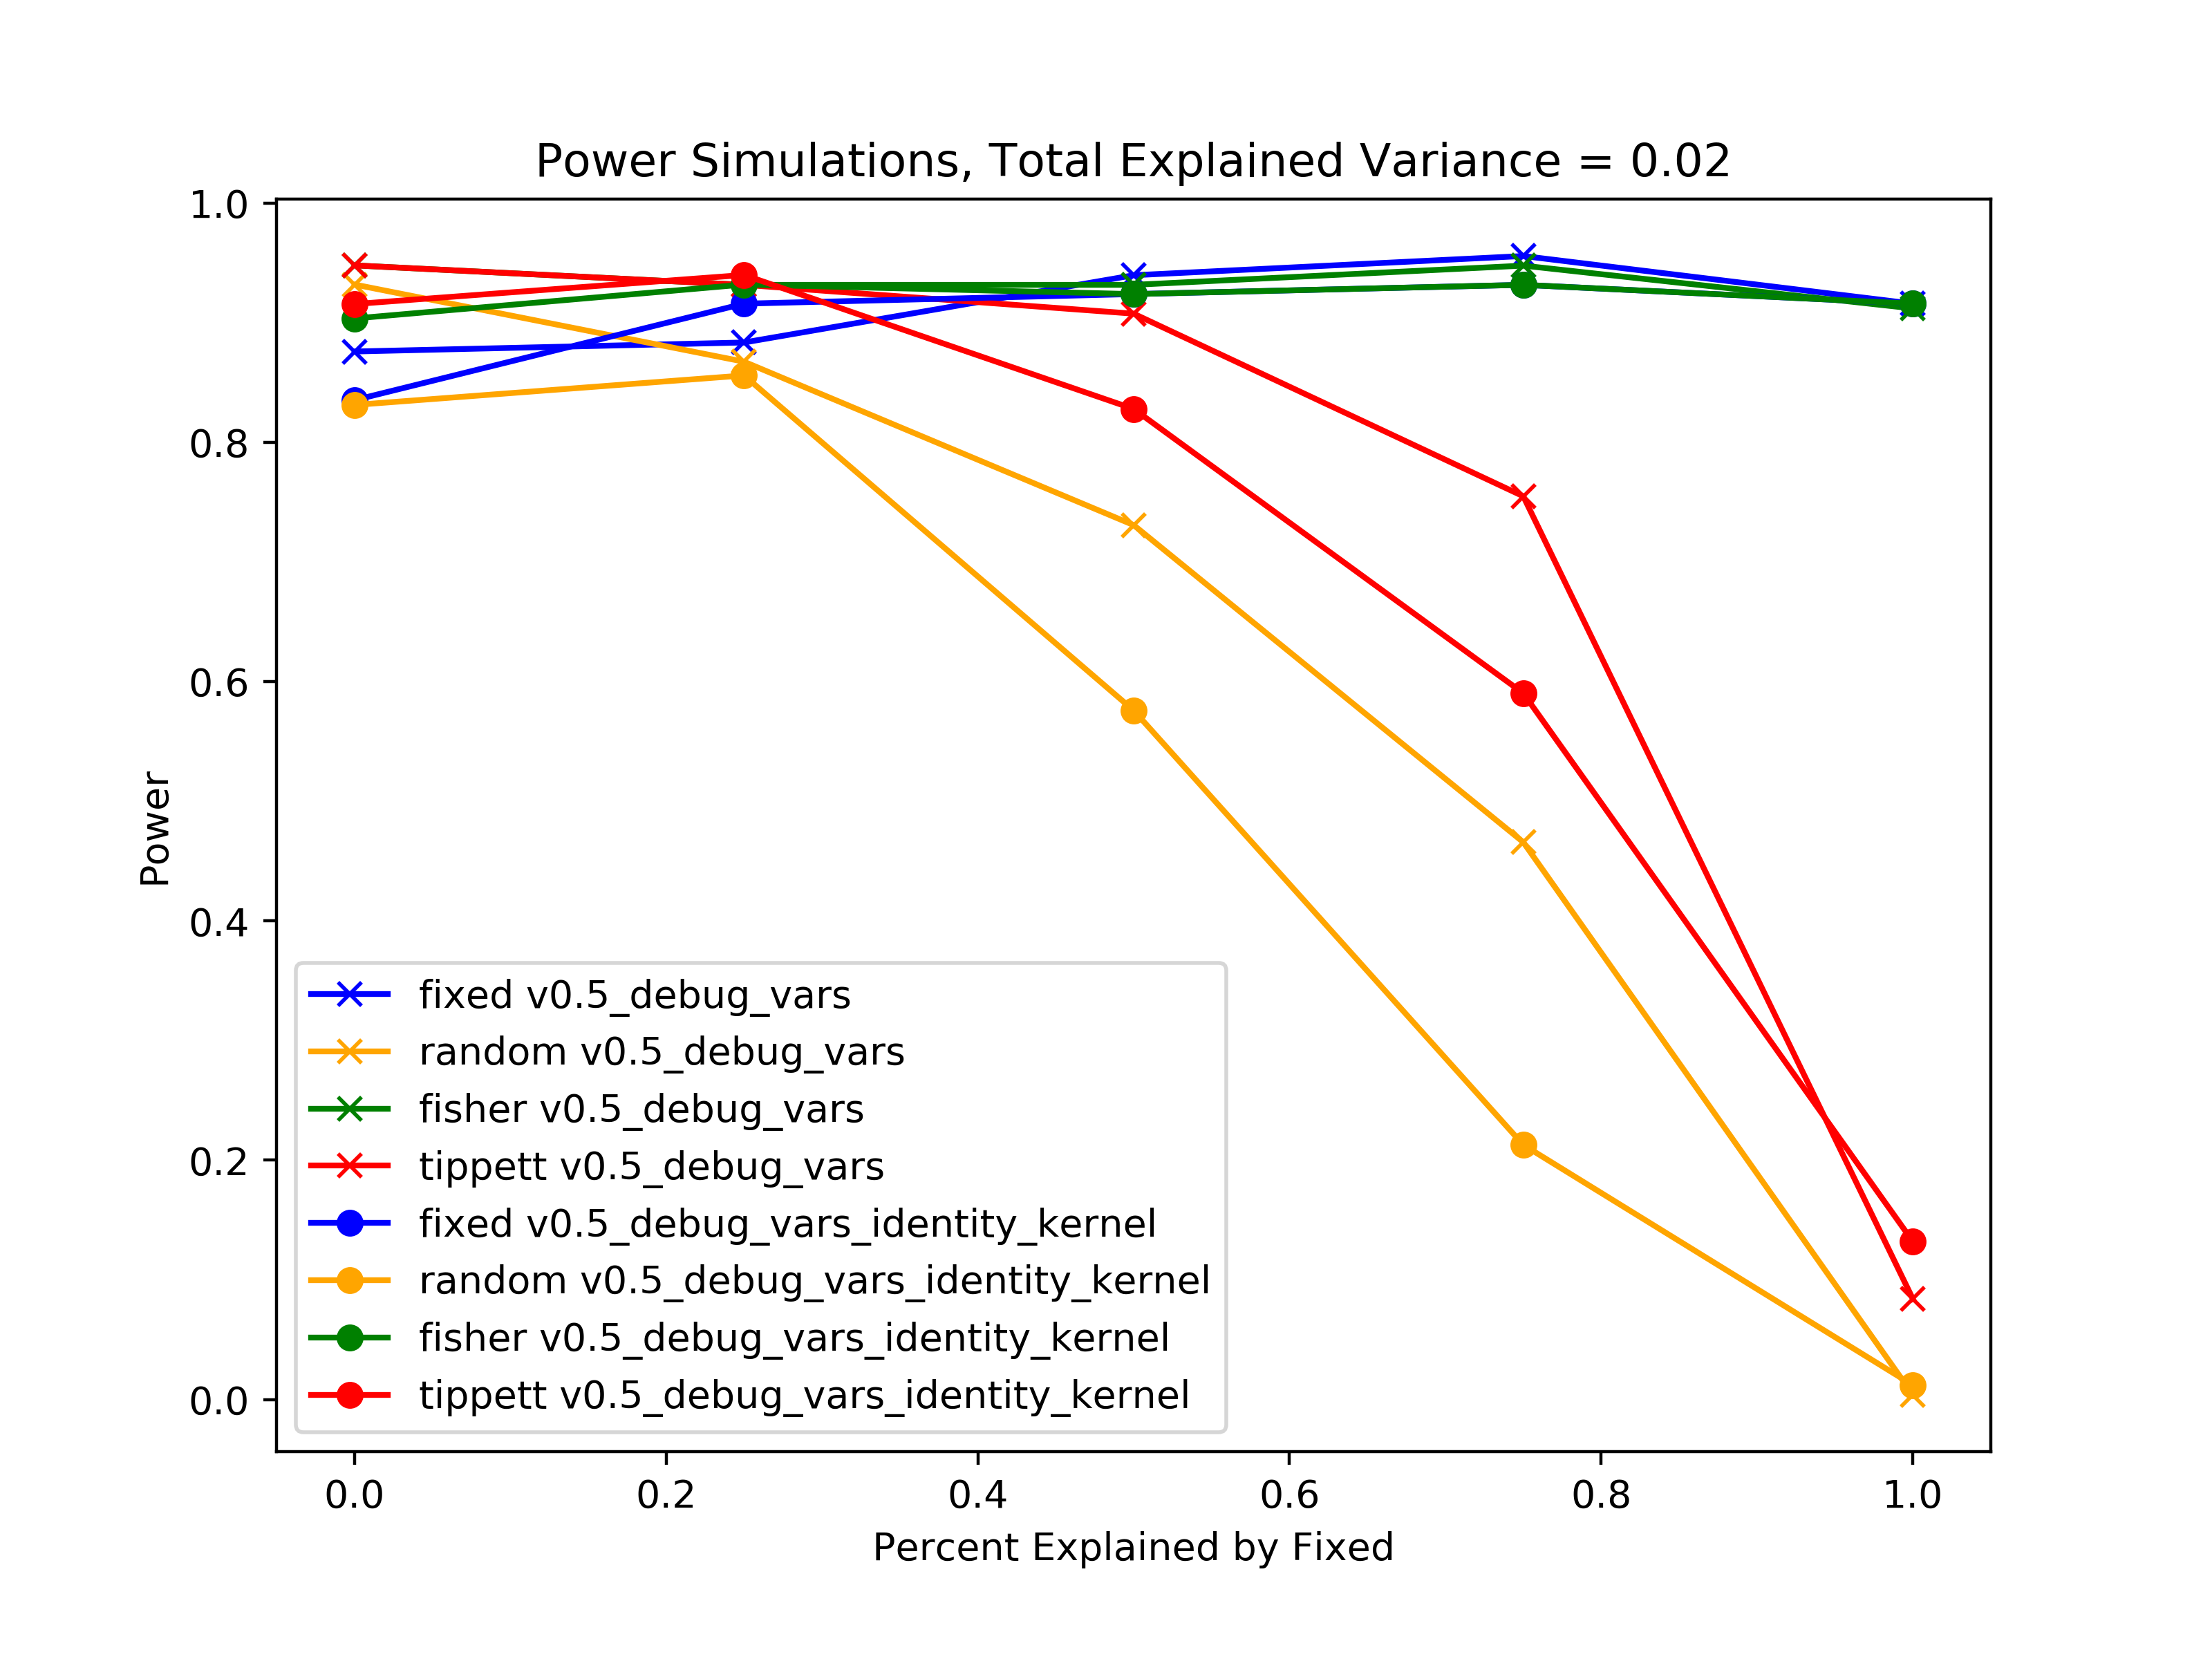 Power Simulations, Total Explained Variance = 0.02
1.0
0.8
0.6
0.4
0.2
0.0
Power
fixed v0.5_debug_vars
random v0.5_debug_vars
fisher v0.5_debug_vars
tippett v0.5_debug_vars
fixed v0.5_debug_vars_identity_kernel
random v0.5_debug_vars_identity_kernel
fisher v0.5_debug_vars_identity_kernel
tippett v0.5_debug_vars_identity_kernel
0.0 0.2 0.4 0.6 0.8 1.0
Percent Explained by Fixed